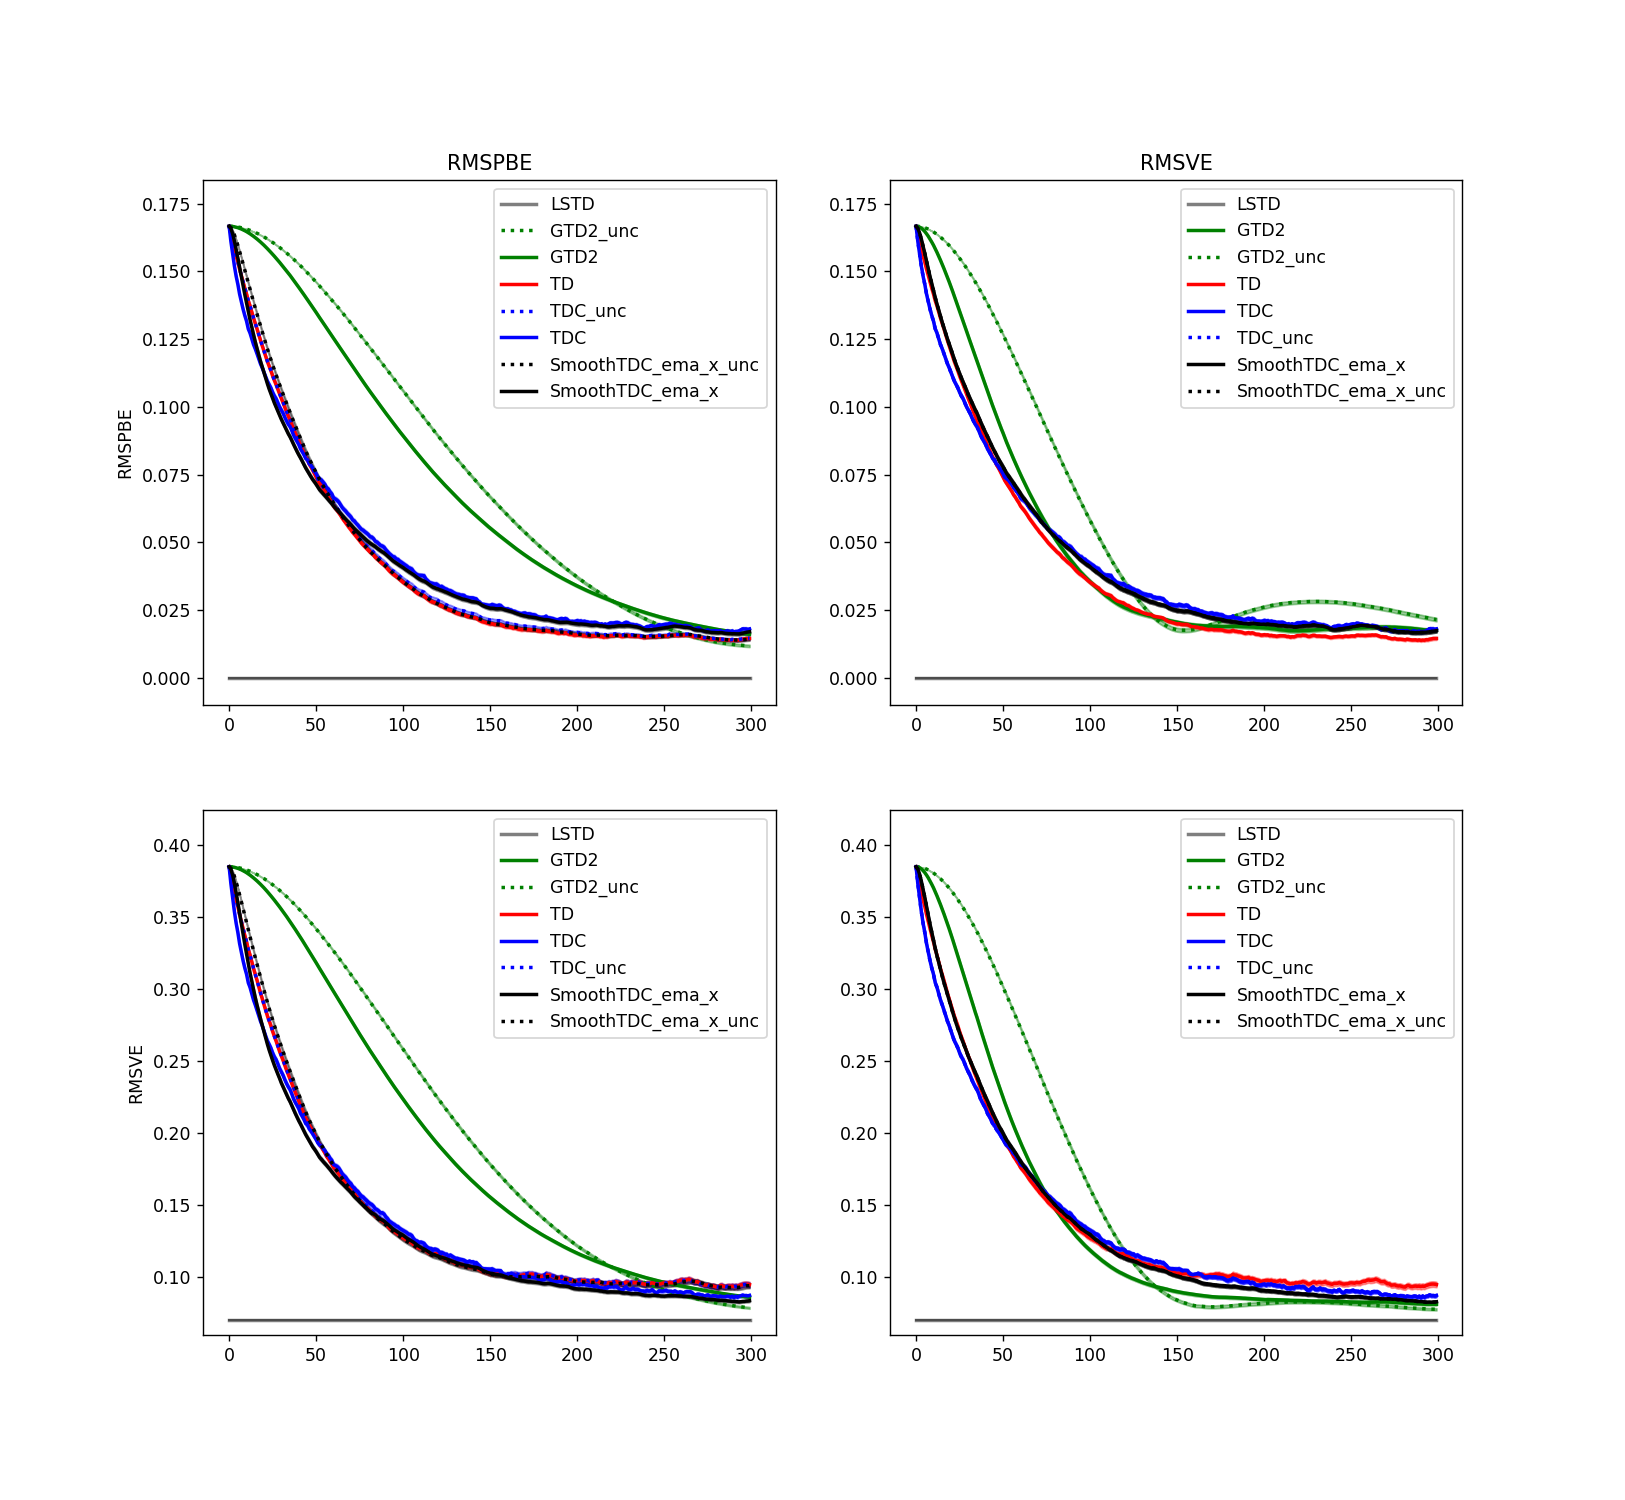 RMSPBE
RMSPBE
0.175
0.150
0.125
0.100
0.075
0.050
0.025
0.000
0 50 100 150 200 250 300
LSTD
GTD2_unc
GTD2
TD
TDC_unc
TDC
SmoothTDC_ema_x_unc
SmoothTDC_ema_x
RMSVE
0.175
0.150
0.125
0.100
0.075
0.050
0.025
0.000
0 50 100 150 200 250 300
LSTD
GTD2
GTD2_unc
TD
TDC
TDC_unc
SmoothTDC_ema_x
SmoothTDC_ema_x_unc
RMSVE
0.40
0.35
0.30
0.25
0.20
0.15
0.10
0 50 100 150 200 250 300
LSTD
GTD2
GTD2_unc
TD
TDC
TDC_unc
SmoothTDC_ema_x
SmoothTDC_ema_x_unc
0.40
0.35
0.30
0.25
0.20
0.15
0.10
0 50 100 150 200 250 300
LSTD
GTD2
GTD2_unc
TD
TDC
TDC_unc
SmoothTDC_ema_x
SmoothTDC_ema_x_unc